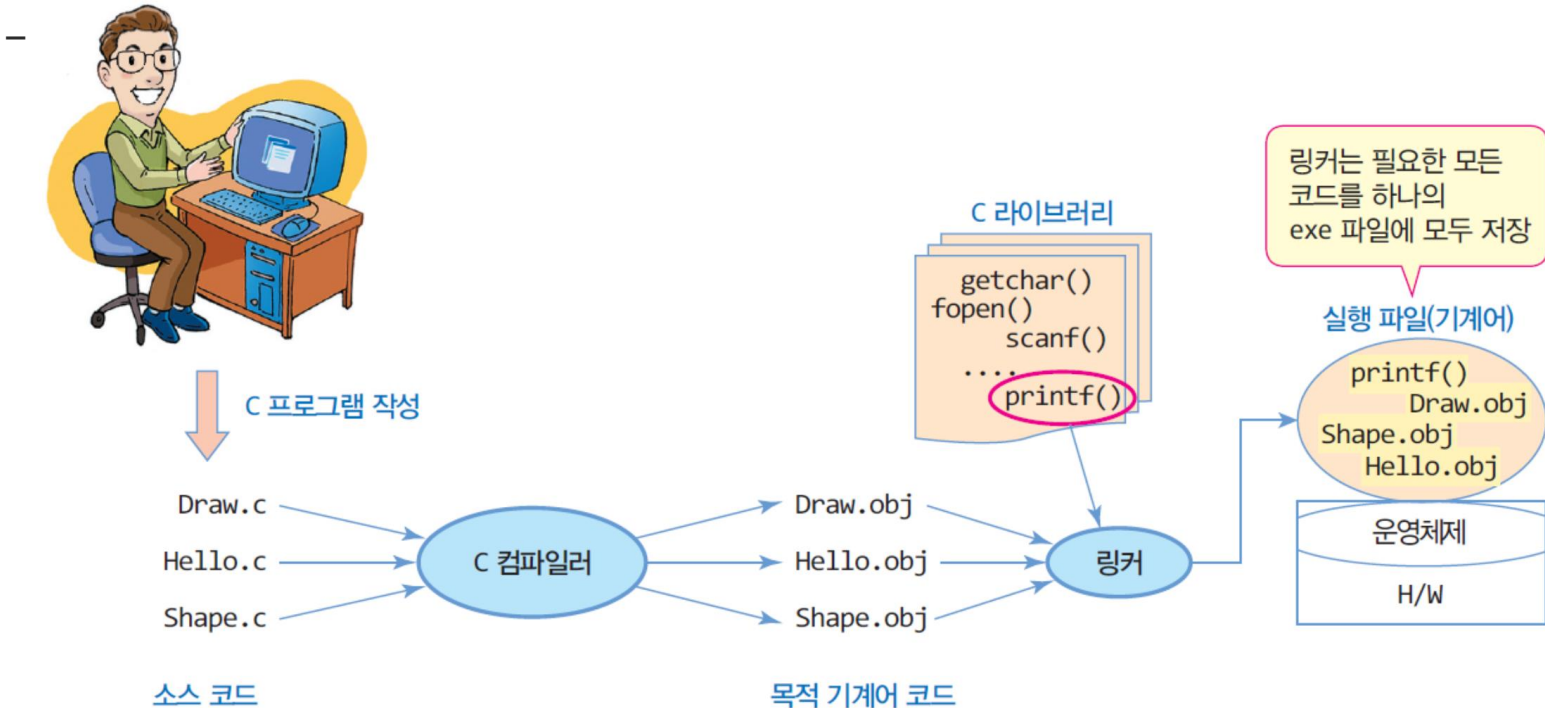 링커는 필요한 모든
코드를 하나의
exe 파일에 모두 저장
C 라이브러리
getchar()
fopen()
scanf()
....
printf()
실행 파일(기계어)
printf()
Draw.obj
Shape.obj
Hello.obj
운영체제
H/W
C 프로그램 작성
Draw.c
Hello.c
Shape.c
C 컴파일러
Draw.obj
Hello.obj
Shape.obj
링커
소스 코드
목적 기계어 코드